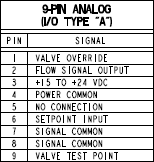 9-PIN ANALOG
(I/O TYPE "A")
PIN SIGNAL
1 VALVE OVERRIDE
2 FLOW SIGNAL OUTPUT
3 +15 TO +24 VDC
4 POWER COMMON
5 NO CONNECTION
6 SETPOINT INPUT
7 SIGNAL COMMON
8 SIGNAL COMMON
9 VALVE TEST POINT